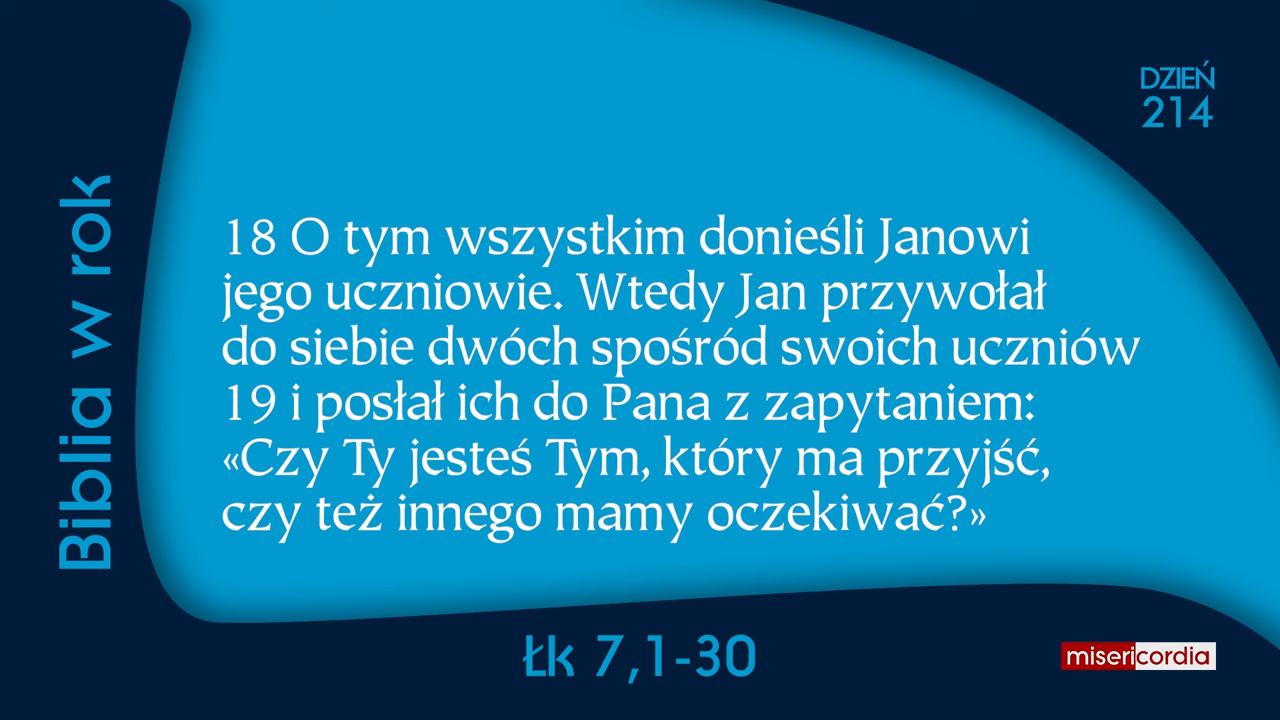 DZIEŃ
214
Biblia w rok
18 O tym wszystkim donieśli Janowi
jego uczniowie. Wtedy Jan przywołał
do siebie dwóch spośród swoich uczniów
19 i posłał ich do Pana z zapytaniem:
«Czy Ty jesteś Tym, który ma przyjść,
czy też innego mamy oczekiwać?»
Łk 7,1-30
misericordia